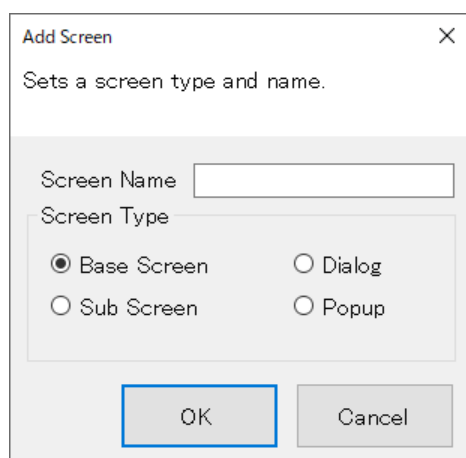 Add Screen
Sets a screen type and name.
Screen Name
Screen Type
Base Screen Dialog
Sub Screen Popup
OK Cancel